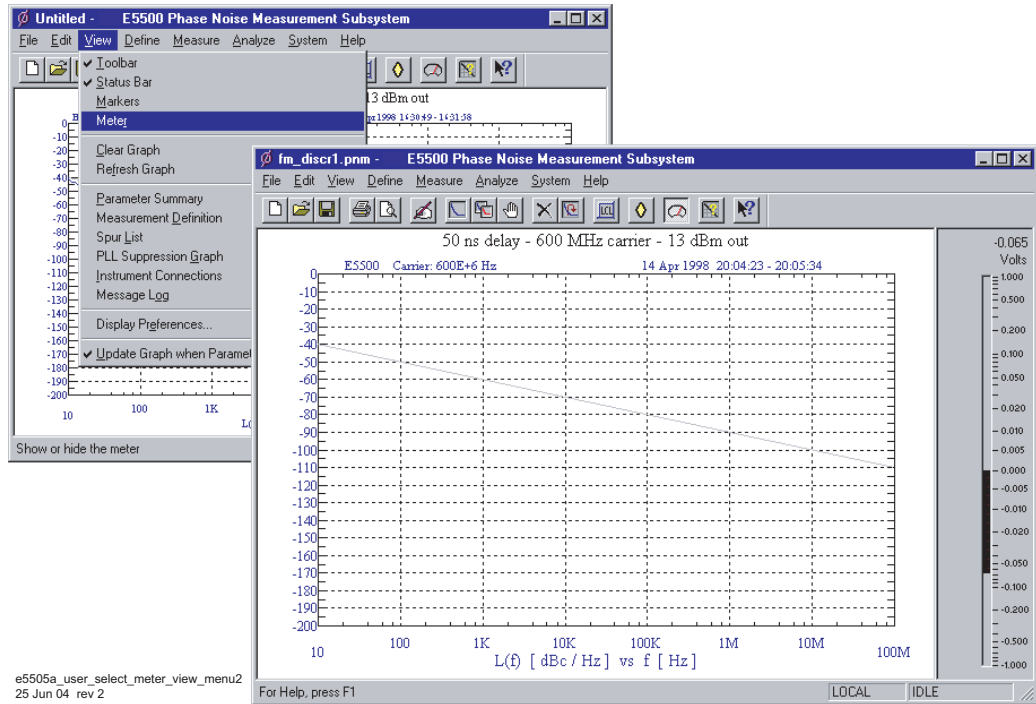 Untitled - E5500 Phase Noise Measurement Subsystem
File Edit View Define Measure Analyze System Help
Toolbar
Status Bar
Markers
Meter
Clear Graph
Refresh Graph
Parameter Summary
Measurement Definition
Spur List
PLL Suppression Graph
Instrument Connections
Message Log
Display Preferences...
Update Graph when Paramet
13 dBm out
1998 16:30:49 - 16:31:58
0
-10
-20
-30
-40
-50
-60
-70
-80
-90
-100
-110
-120
-130
-140
-150
-160
-170
-180
-190
-200
10 100 1K
Show or hide the meter
fm_discr1.pnm - E5500 Phase Noise Measurement Subsystem
File Edit View Define Measure Analyze System Help
LCL
50 ns delay - 600 MHz carrier - 13 dBm out
E5500 Carrier: 600E+6 Hz 14 Apr 1998 20:04:23 - 20:05:34
0
-10
-20
-30
-40
-50
-60
-70
-80
-90
-100
-110
-120
-130
-140
-150
-160
-170
-180
-190
-200
10 100 1K 10K 100K 1M 10M 100M
L(f) [ dBc / Hz ] vs f [ Hz ]
-0.065
Volts
1.000
0.500
0.200
0.100
0.050
0.020
0.010
0.005
0.000
-0.005
-0.010
-0.020
-0.050
-0.100
-0.200
-0.500
-1.000
For Help, press F1 LOCAL IDLE
e5505a_user_select_meter_view_menu2
25 Jun 04 rev 2